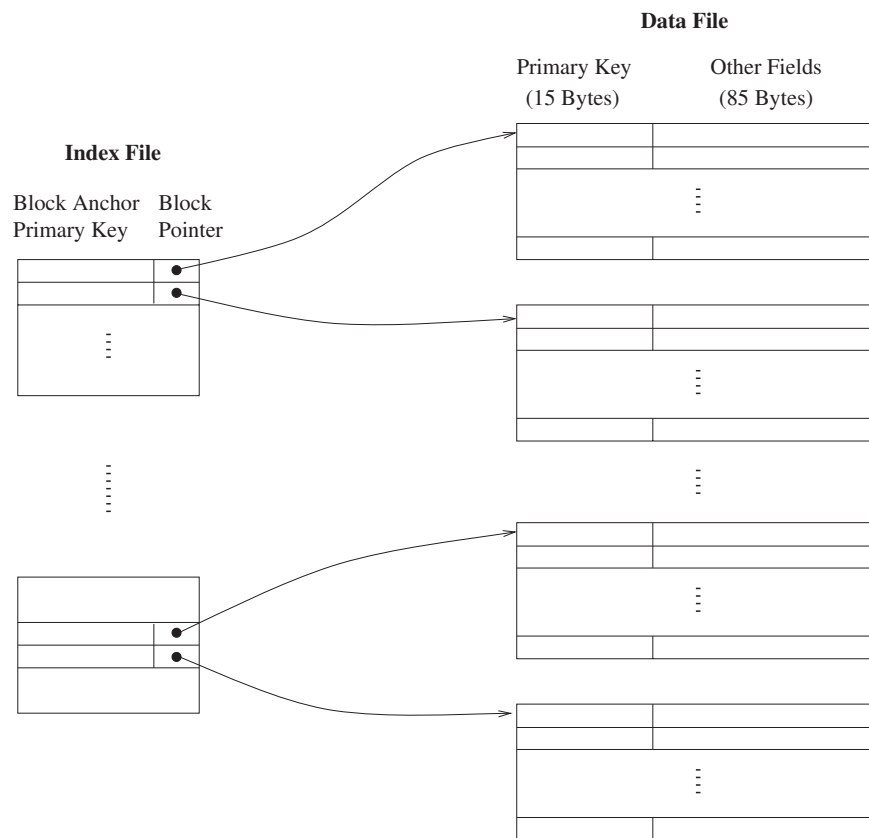 Data File
Primary Key Other Fields
(15 Bytes) (85 Bytes)
Index File
Block Anchor Block
Primary Key Pointer